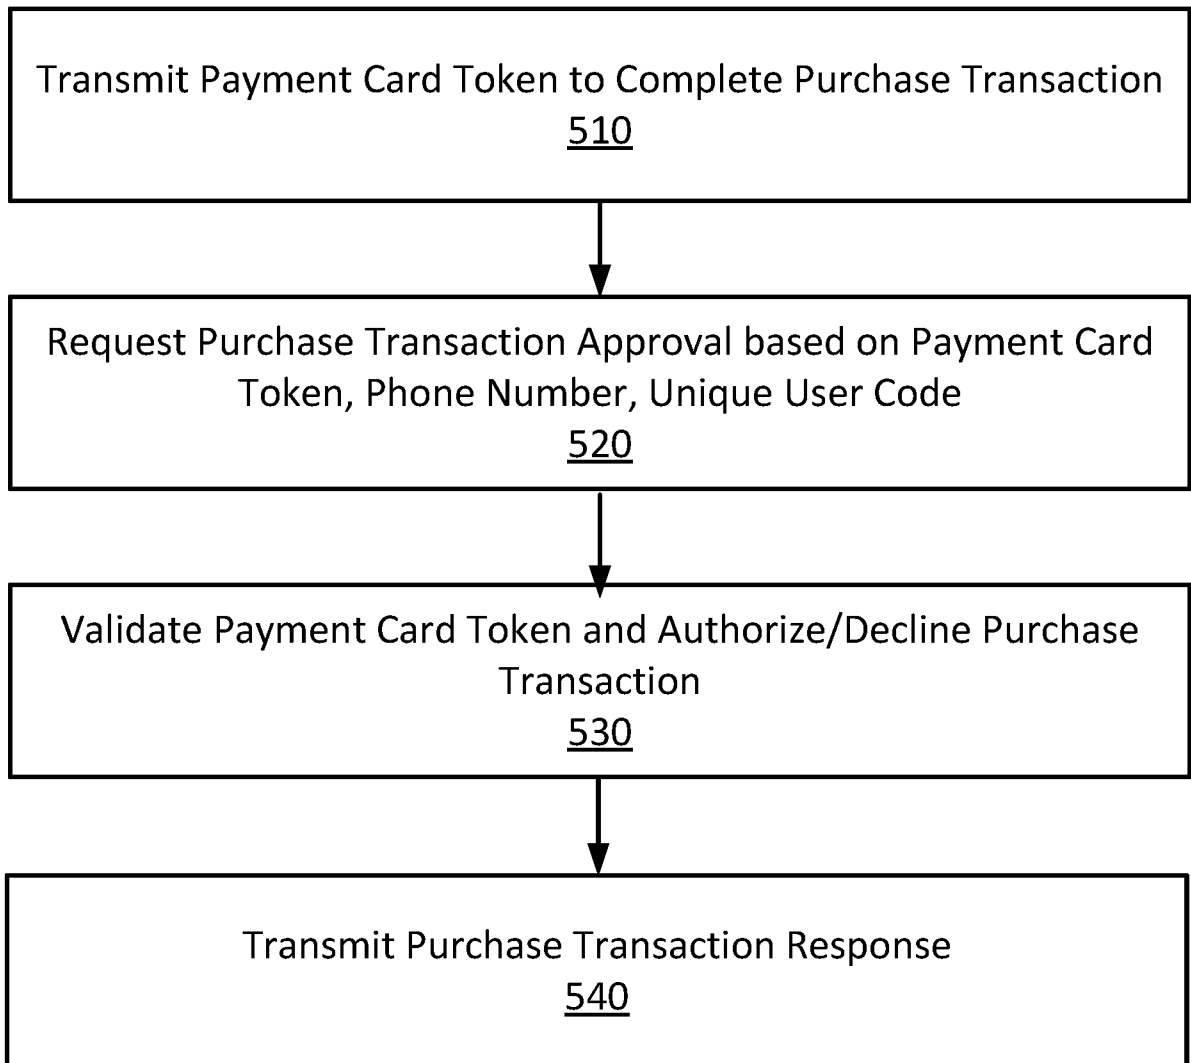 Transmit Payment Card Token to Complete Purchase Transaction
510
Request Purchase Transaction Approval based on Payment Card
Token, Phone Number, Unique User Code
520
Validate Payment Card Token and Authorize/Decline Purchase
Transaction
530
Transmit Purchase Transaction Response
540